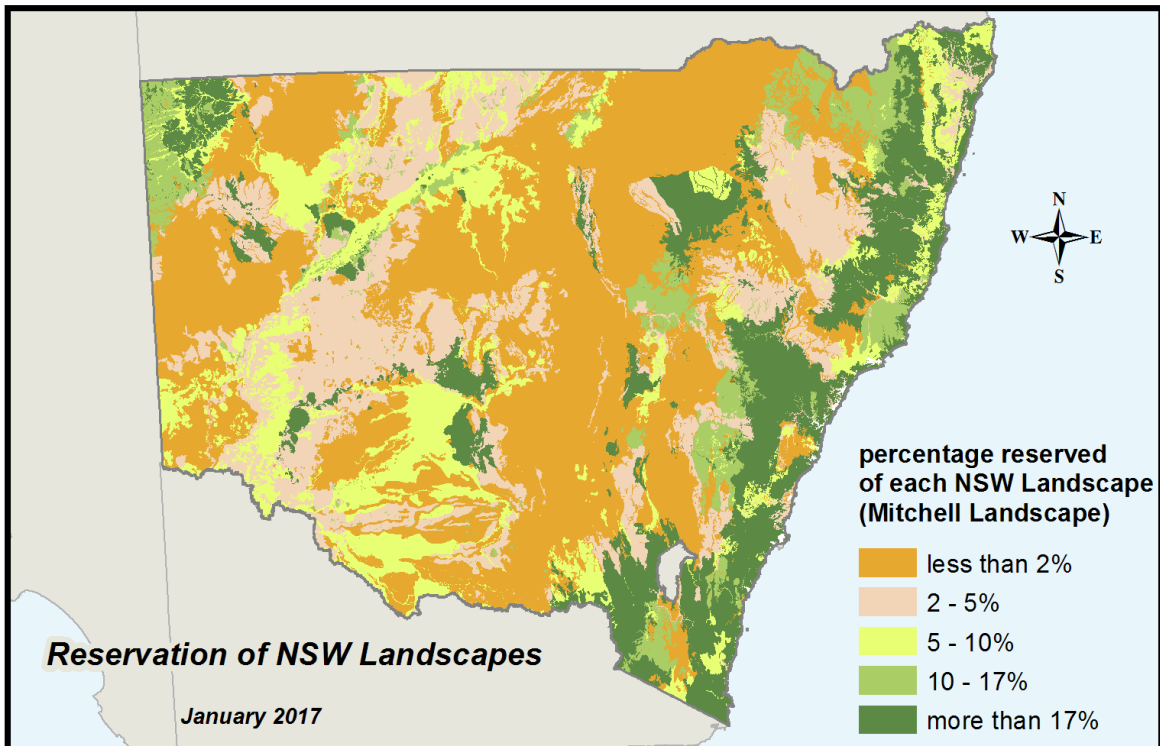 N
W E
S
percentage reserved
of each NSW Landscape
(Mitchell Landscape)
less than 2%
2 - 5%
5 - 10%
10 - 17%
more than 17%
Reservation of NSW Landscapes
January 2017